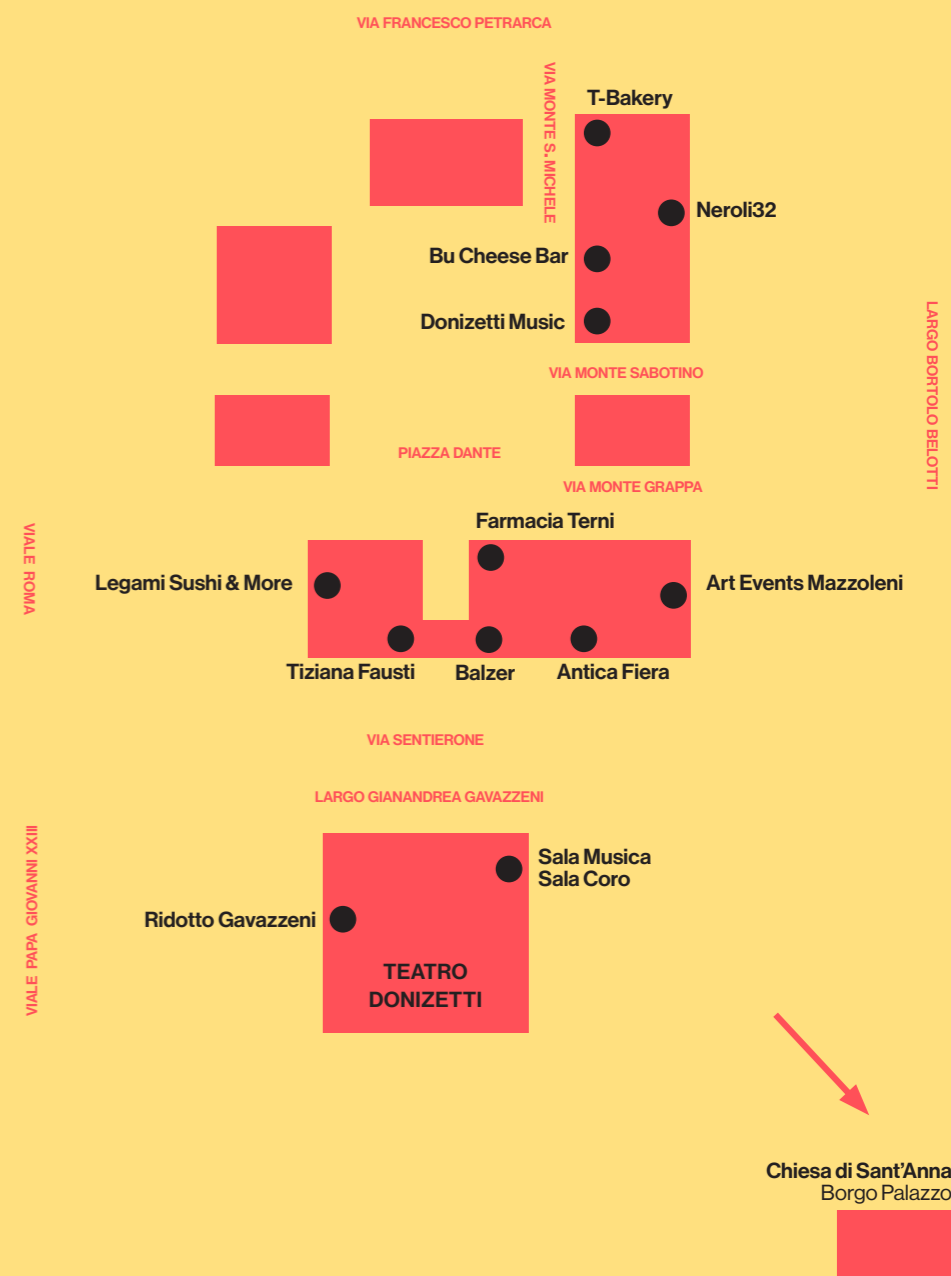 VIA FRANCESCO PETRARCA
VIA MONTE S. MICHELE
T-Bakery
Neroli32
Bu Cheese Bar
Donizetti Music
LARGO BORTOLO BELOTTI
VIA MONTE SABOTINO
PIAZZA DANTE
VIA MONTE GRAPPA
Farmacia Terni
VIALE ROMA
Legami Sushi & More
Art Events Mazzoleni
Tiziana Fausti
Balzer
Antica Fiera
VIA SENTIERONE
LARGO GIANANDREA GAVAZZENI
VIALE PAPA GIOVANNI XXIII
Sala Musica
Sala Coro
Ridotto Gavazzeni
TEATRO
DONIZETTI
Chiesa di Sant’Anna
Borgo Palazzo